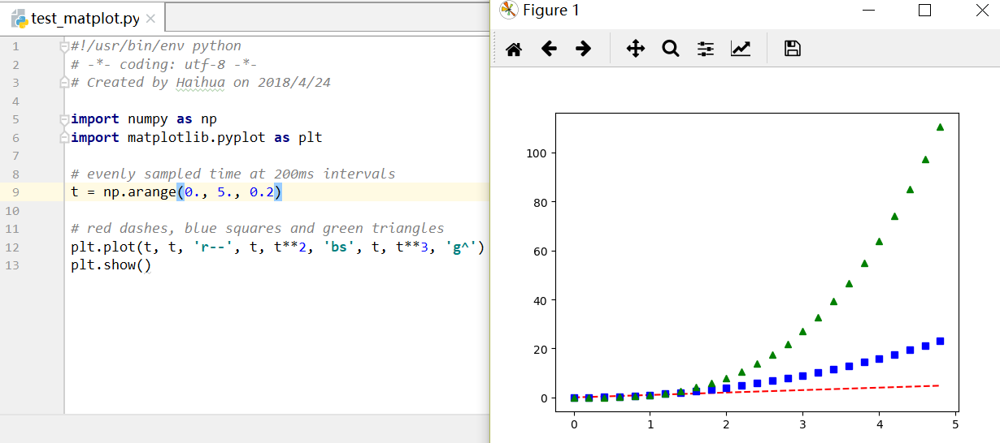 test_matplot.py
1 #!/usr/bin/env python
2 # -*- coding: utf-8 -*-
3 # Created by Haihua on 2018/4/24
4
5 import numpy as np
6 import matplotlib.pyplot as plt
7
8 # evenly sampled time at 200ms intervals
9 t = np.arange(0., 5., 0.2)
10
11 # red dashes, blue squares and green triangles
12 plt.plot(t, t, 'r--', t, t**2, 'bs', t, t**3, 'g^')
13 plt.show()
Figure 1
100
80
60
40
20
0
0 1 2 3 4 5